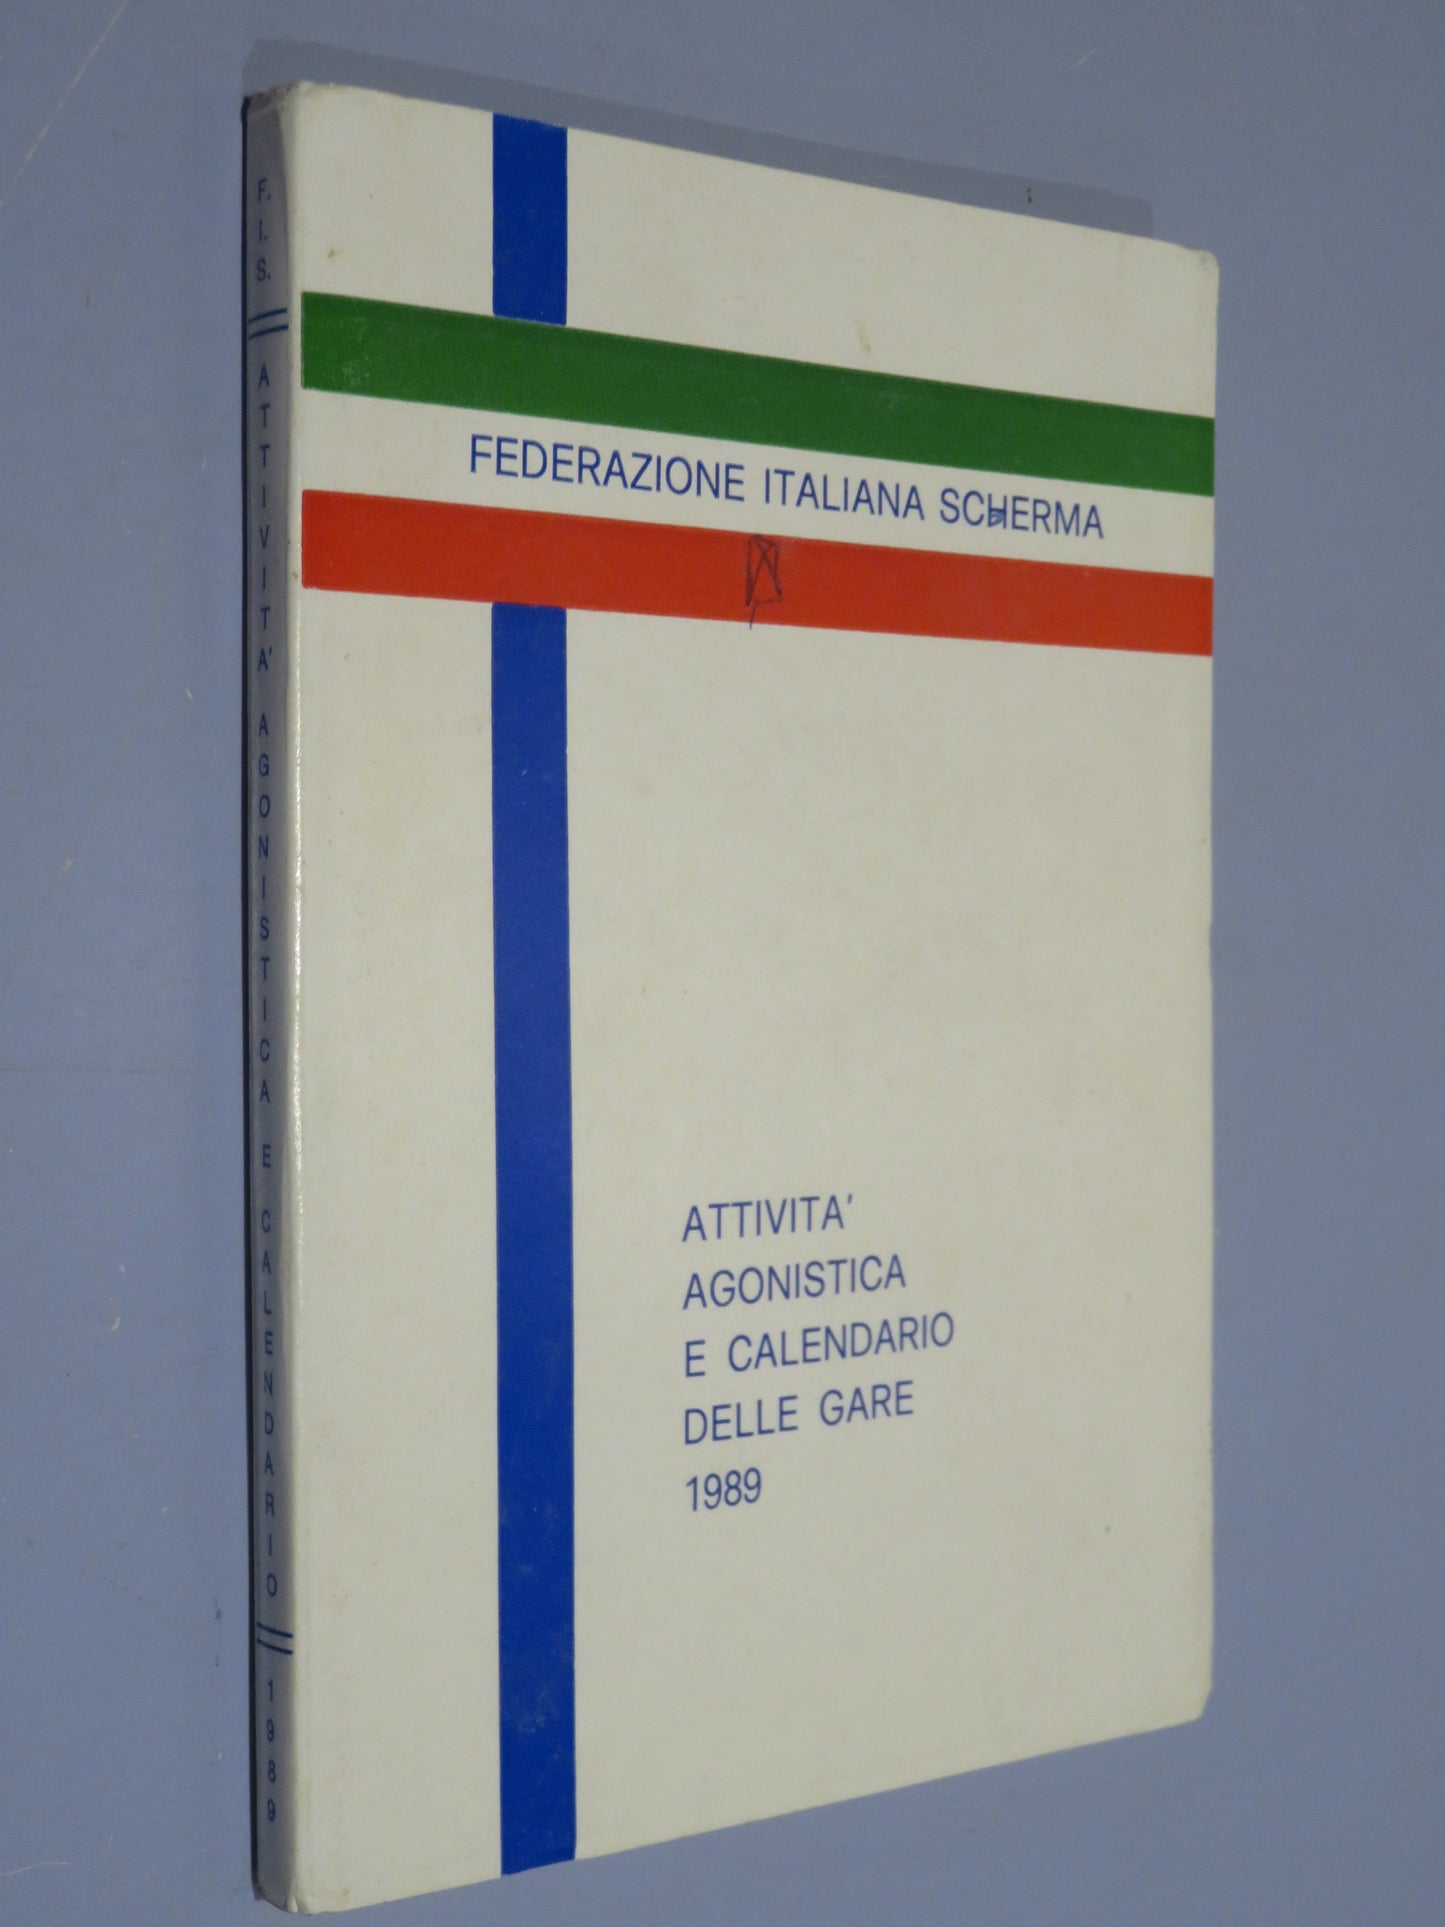 F.I.S. ATTIVITA' AGONISTICA E CALENDARIO 1989
FEDERAZIONE ITALIANA SCHERMA
ATTIVITA'
AGONISTICA
E CALENDARIO
DELLE GARE
1989